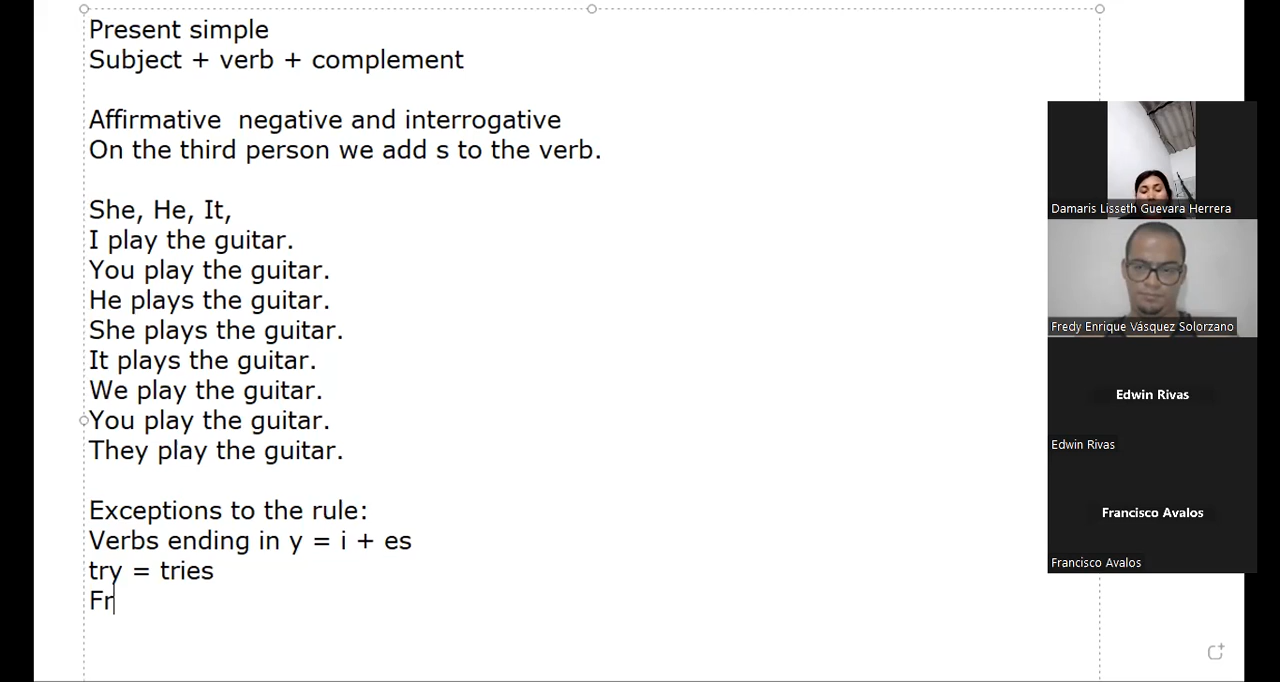 Present simple
Subject + verb + complement
Affirmative  negative and interrogative
On the third person we add s to the verb.
She, He, It,
I play the guitar.
You play the guitar.
He plays the guitar.
She plays the guitar.
It plays the guitar.
We play the guitar.
You play the guitar.
They play the guitar.
Exceptions to the rule:
Verbs ending in y = i + es
try = tries
Fr
Damaris Lisseth Guevara Herrera
Fredy Enrique Vásquez Solorzano
Edwin Rivas
Edwin Rivas
Francisco Avalos
Francisco Avalos